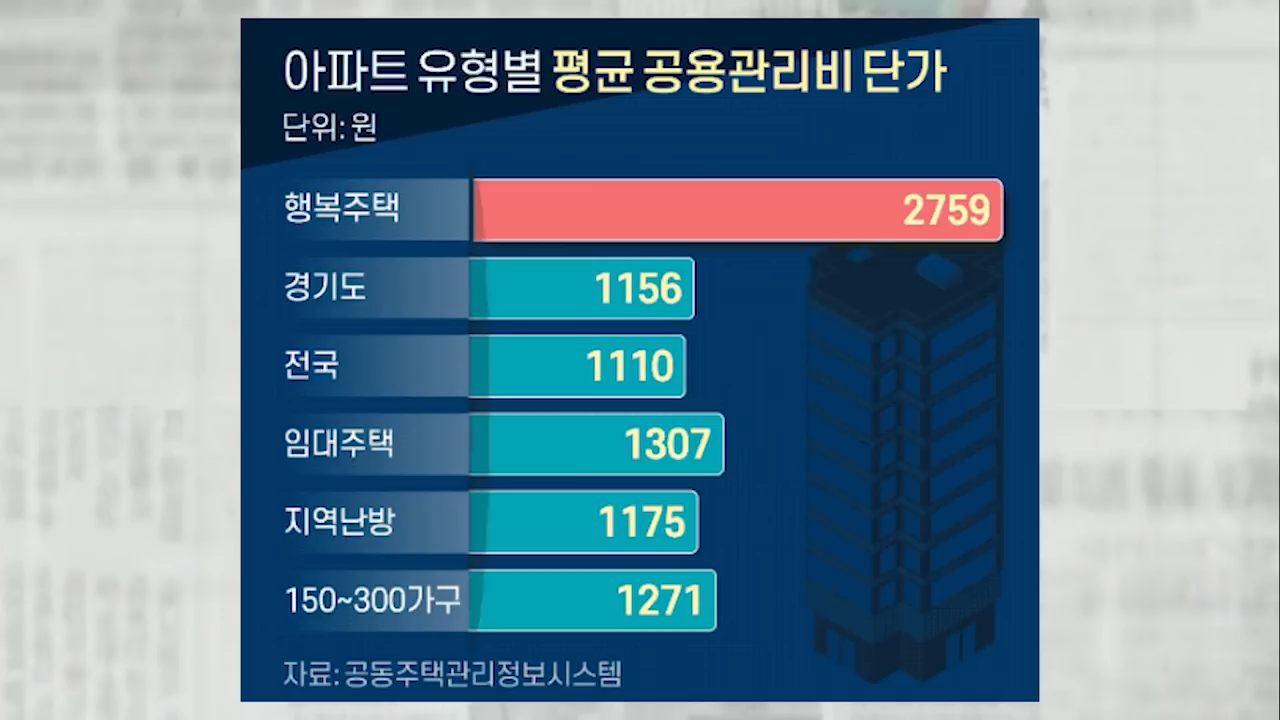 아파트 유형별 평균 공용관리비 단가
단위: 원
행복주택 2759
경기도 1156
전국 1110
임대주택 1307
지역난방 1175
150~300가구 1271
자료: 공동주택관리정보시스템